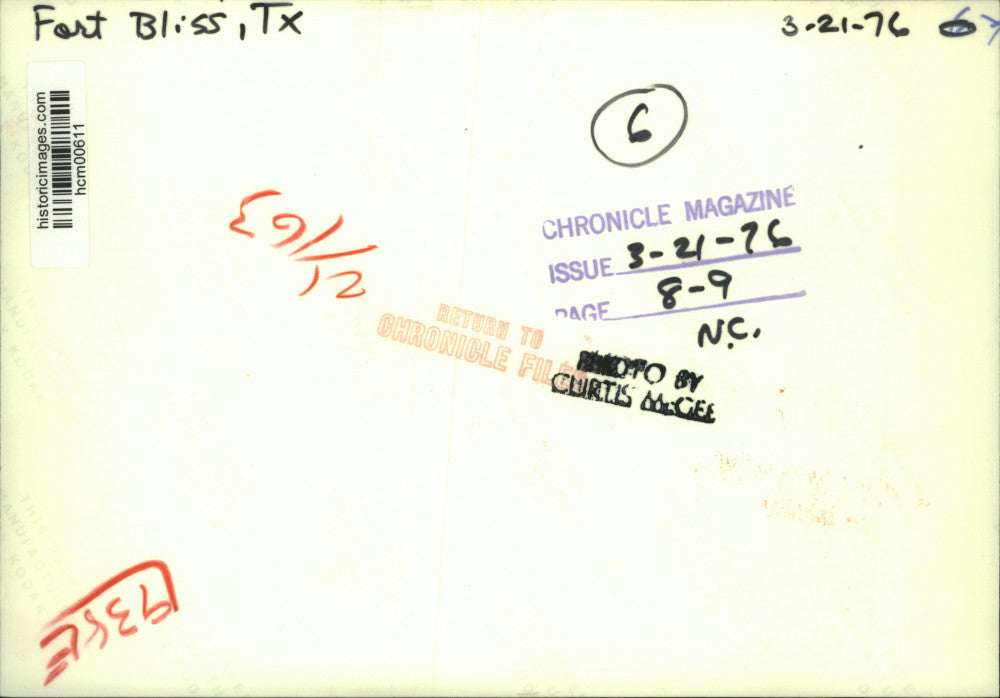 Fort Bliss, Tx
3-21-76
historicimages.com
hcm00611
6
CHRONICLE MAGAZINE
ISSUE 3-21-76
PAGE 8-9
N.C.
RETURN TO
CHRONICLE FILES
PHOTO BY
CURTIS McGEE